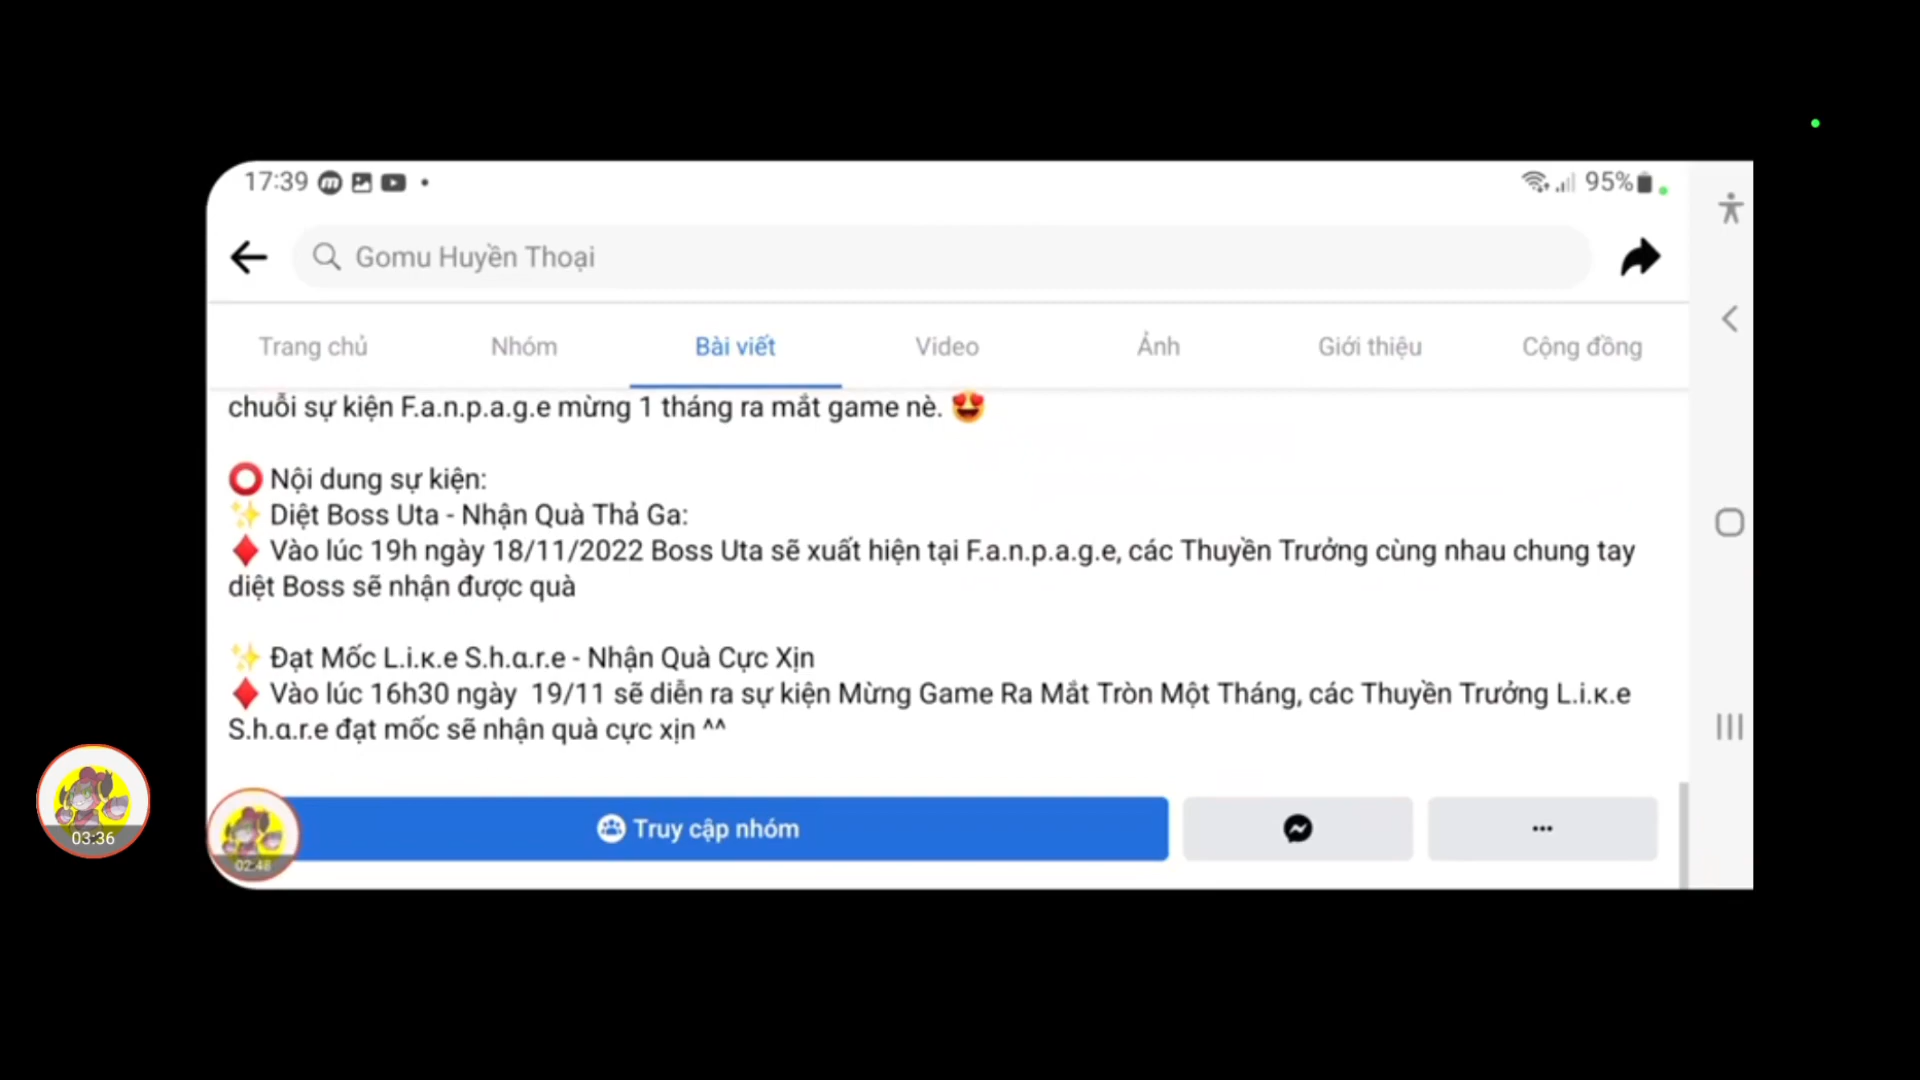 17:39
95%
Gomu Huyền Thoại
Trang chủ Nhóm Bài viết Video Ảnh Giới thiệu Cộng đồng
chuỗi sự kiện F.a.n.p.a.g.e mừng 1 tháng ra mắt game nè. 😍
⭕ Nội dung sự kiện:
✨ Diệt Boss Uta - Nhận Quà Thả Ga:
♦️ Vào lúc 19h ngày 18/11/2022 Boss Uta sẽ xuất hiện tại F.a.n.p.a.g.e, các Thuyền Trưởng cùng nhau chung tay
diệt Boss sẽ nhận được quà
✨ Đạt Mốc L.i.ĸ.e S.h.ɑ.r.e - Nhận Quà Cực Xịn
♦️ Vào lúc 16h30 ngày  19/11 sẽ diễn ra sự kiện Mừng Game Ra Mắt Tròn Một Tháng, các Thuyền Trưởng L.i.ĸ.e
S.h.ɑ.r.e đạt mốc sẽ nhận quà cực xịn ^^
Truy cập nhóm
03:36
02:48